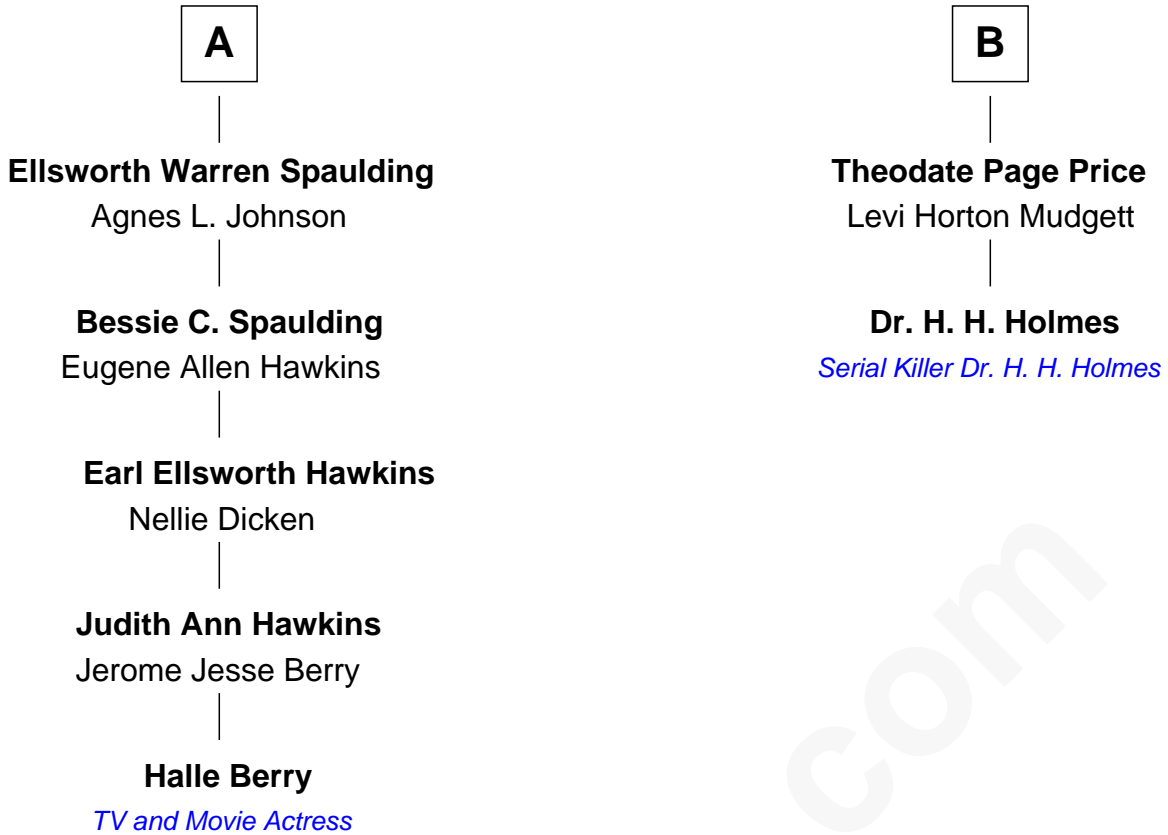 A
Ellsworth Warren Spaulding
Agnes L. Johnson
Bessie C. Spaulding
Eugene Allen Hawkins
Earl Ellsworth Hawkins
Nellie Dicken
Judith Ann Hawkins
Jerome Jesse Berry
Halle Berry
TV and Movie Actress
B
Theodate Page Price
Levi Horton Mudgett
Dr. H. H. Holmes
Serial Killer Dr. H. H. Holmes
com